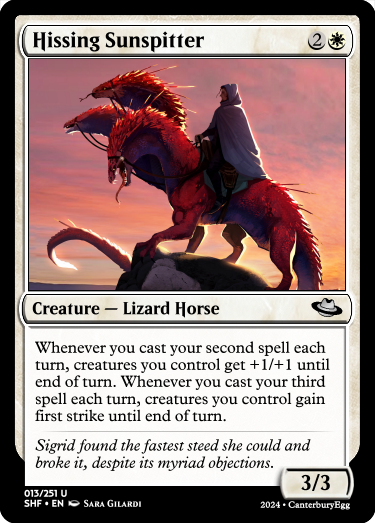 Hissing Sunspitter 2
Creature — Lizard Horse
Whenever you cast your second spell each
turn, creatures you control get +1/+1 until
end of turn. Whenever you cast your third
spell each turn, creatures you control gain
first strike until end of turn.
Sigrid found the fastest steed she could and
broke it, despite its myriad objections.
3/3
013/251 U
SHF • EN Sara Gilardi
2024 • CanterburyEgg